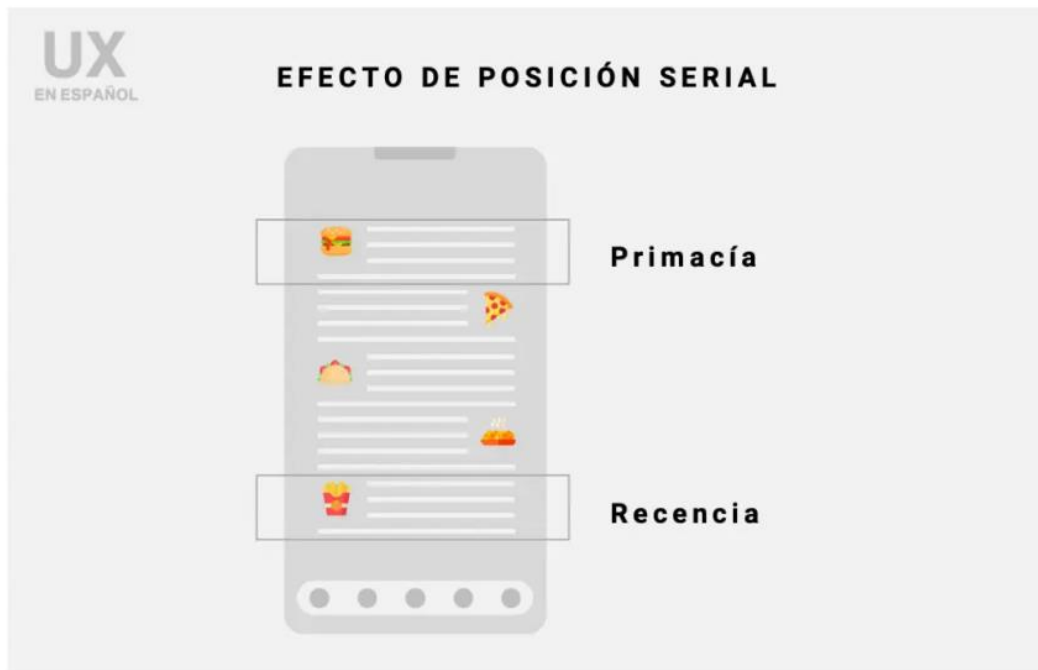 UX
EN ESPAÑOL
EFECTO DE POSICIÓN SERIAL
Primacía
Recencia